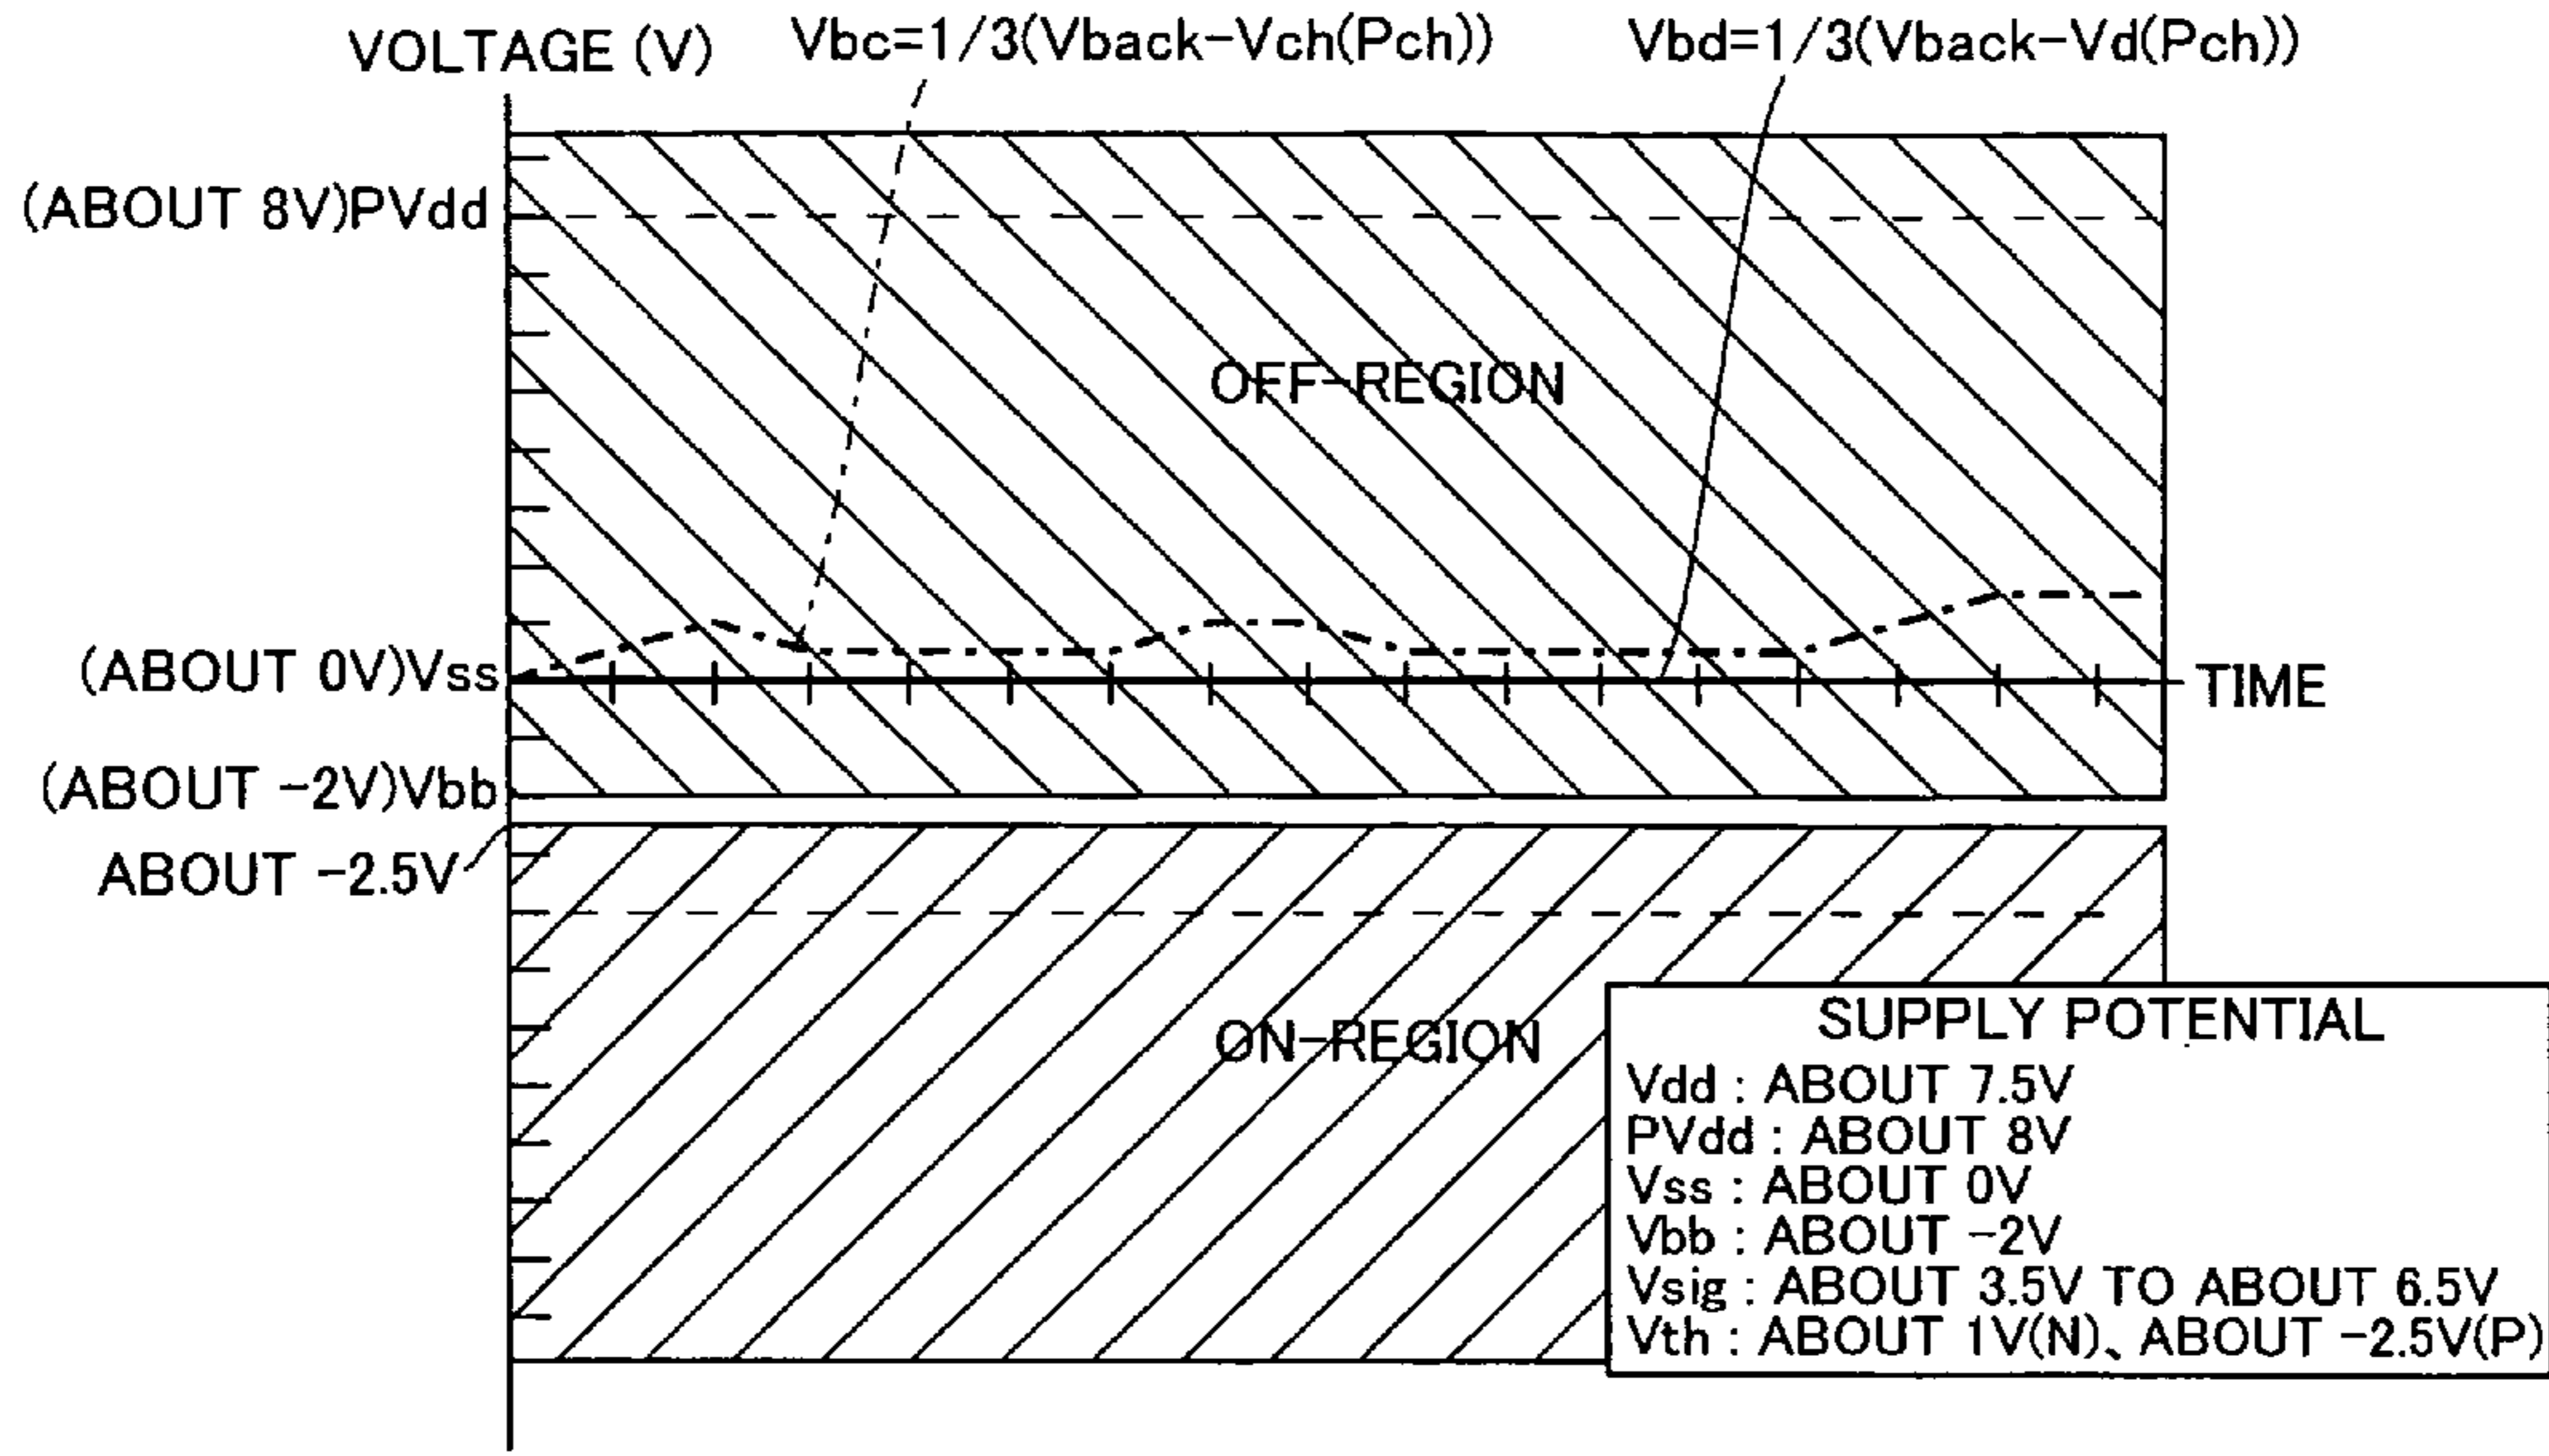 VOLTAGE (V)
Vbc=1/3(Vback-Vch(Pch))
Vbd=1/3(Vback-Vd(Pch))
(ABOUT 8V)PVdd
OFF-REGION
(ABOUT 0V)Vss
TIME
(ABOUT -2V)Vbb
ABOUT -2.5V
ON-REGION
SUPPLY POTENTIAL
Vdd : ABOUT 7.5V
PVdd : ABOUT 8V
Vss : ABOUT 0V
Vbb : ABOUT -2V
Vsig : ABOUT 3.5V TO ABOUT 6.5V
Vth : ABOUT 1V(N)、ABOUT -2.5V(P)